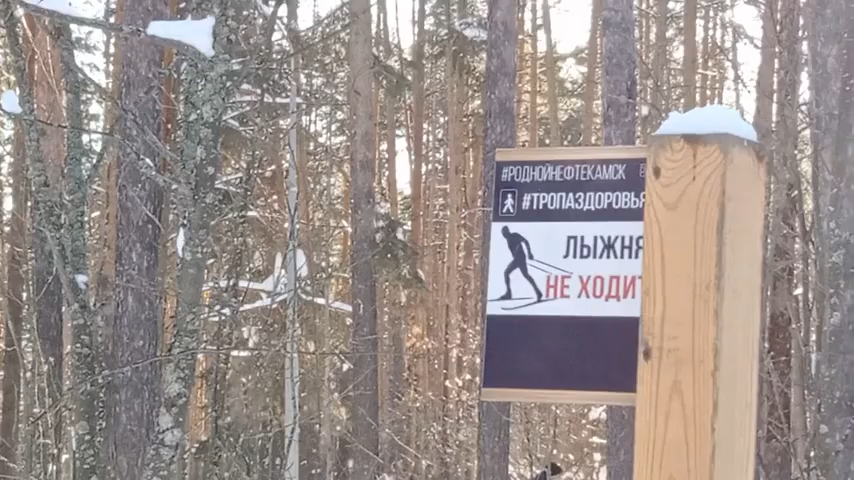 #РОДНОЙНЕФТЕКАМСК
#ТРОПАЗДОРОВЬЯ
ЛЫЖНЯ
НЕ ХОДИТ